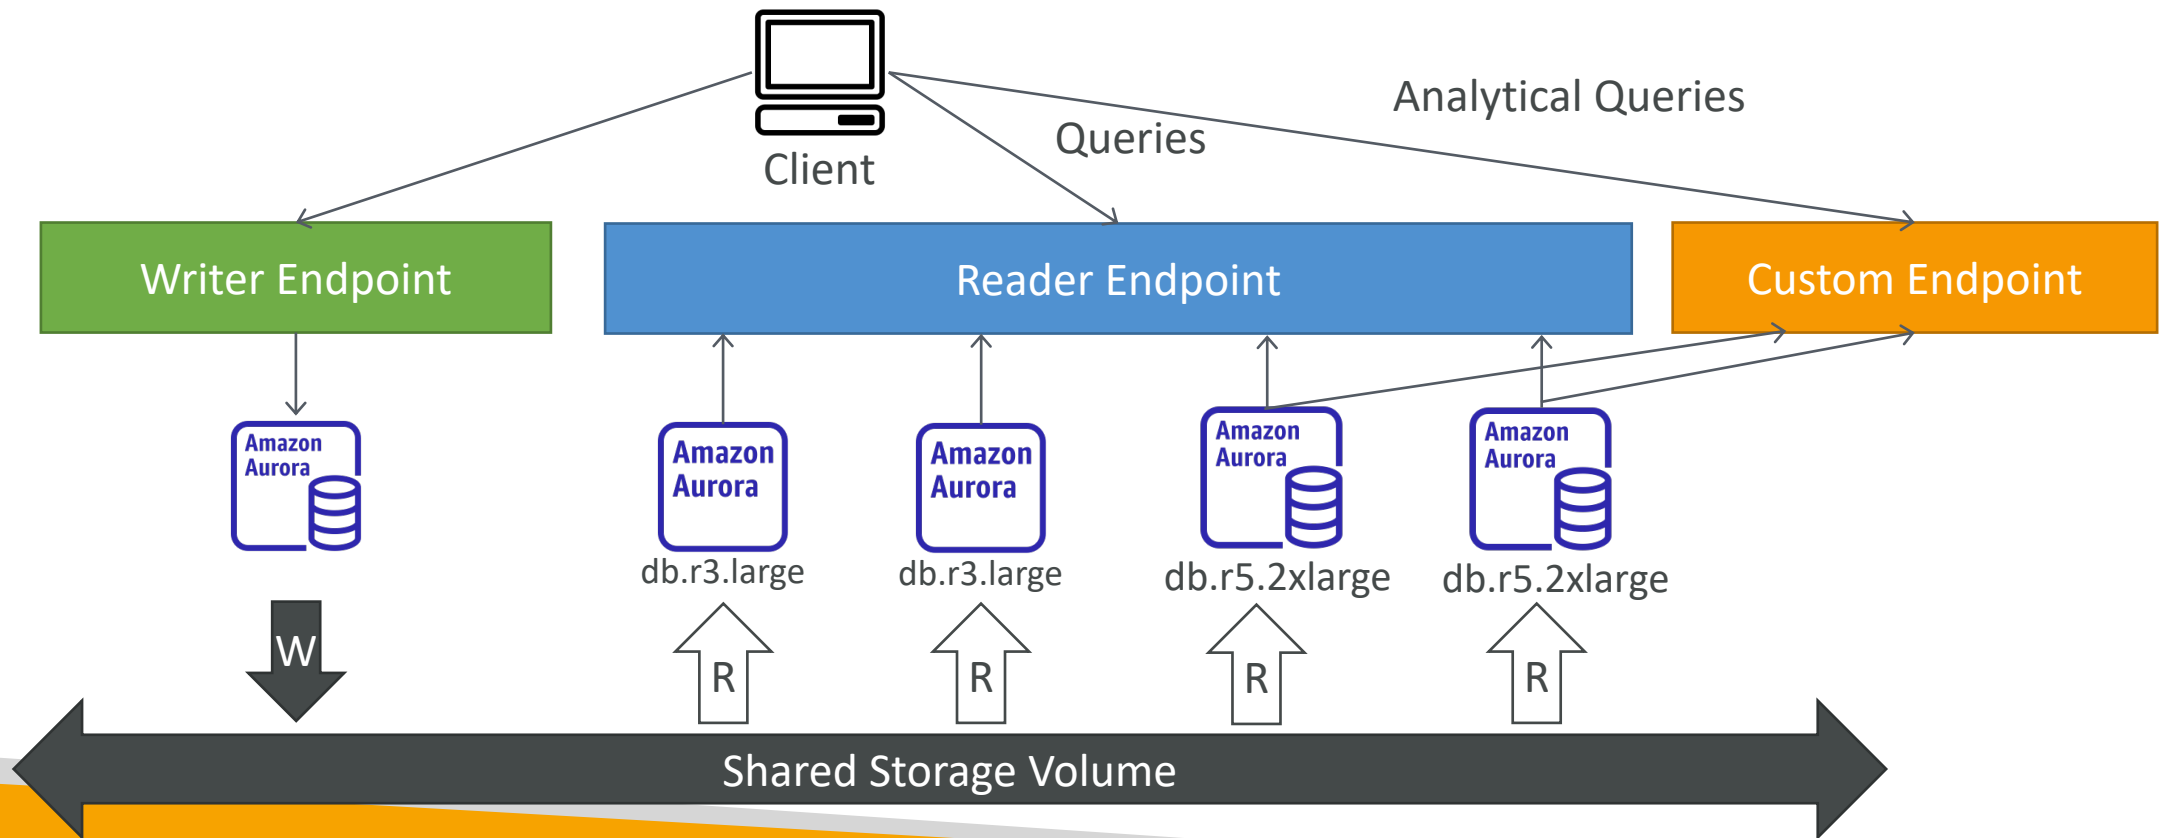 Client
Queries
Analytical Queries
Writer Endpoint
Reader Endpoint
Custom Endpoint
Amazon
Aurora
Amazon
Aurora
db.r3.large
Amazon
Aurora
db.r3.large
Amazon
Aurora
db.r5.2xlarge
Amazon
Aurora
db.r5.2xlarge
W
R
R
R
R
Shared Storage Volume